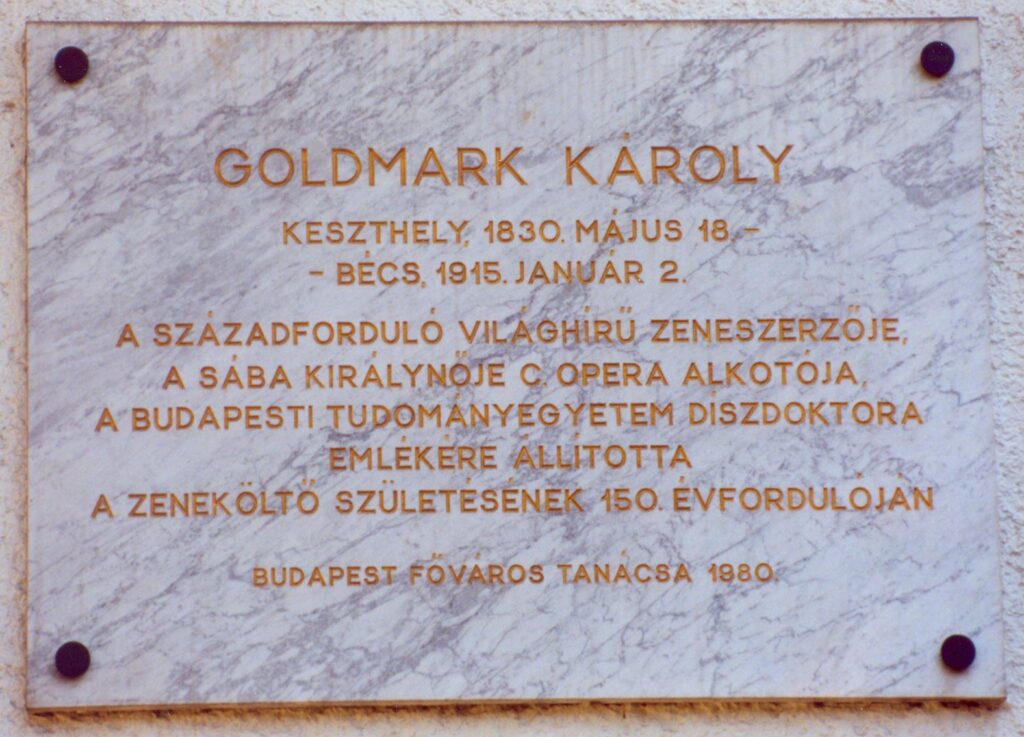 GOLDMARK KÁROLY
KESZTHELY, 1830. MÁJUS 18. –
– BÉCS, 1915. JANUÁR 2.
A SZÁZADFORDULÓ VILÁGHÍRŰ ZENESZERZŐJE,
A SÁBA KIRÁLYNŐJE C. OPERA ALKOTÓJA,
A BUDAPESTI TUDOMÁNYEGYETEM DÍSZDOKTORA
EMLÉKÉRE ÁLLÍTOTTA
A ZENEKÖLTŐ SZÜLETÉSÉNEK 150. ÉVFORDULÓJÁN
BUDAPEST FŐVÁROS TANÁCSA 1980.